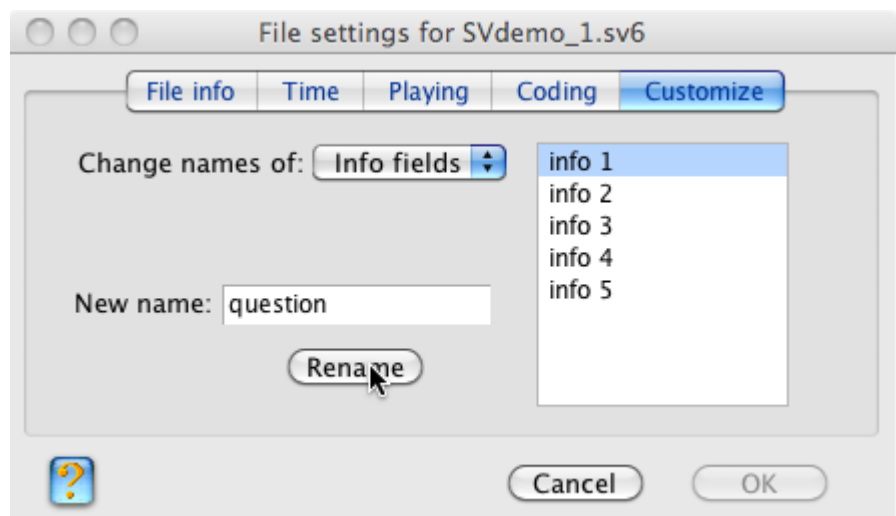 File settings for SVdemo_1.sv6
File info Time Playing Coding Customize
Change names of: Info fields
info 1
info 2
info 3
info 4
info 5
New name: question
Rename
?
Cancel OK